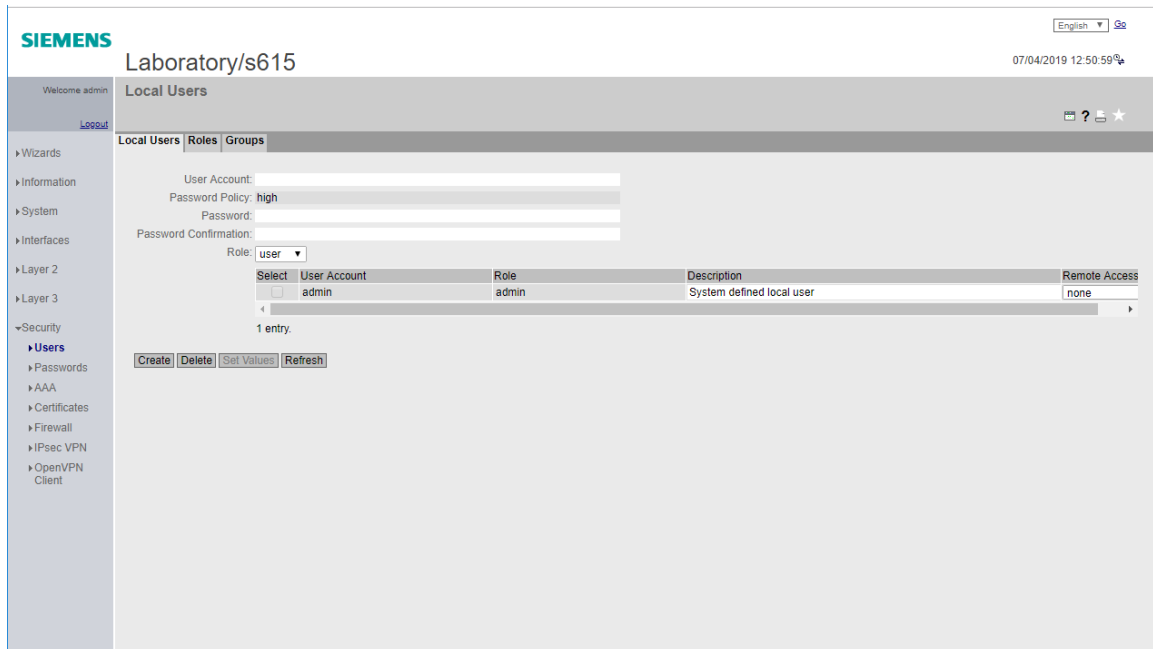 English Go
SIEMENS
Laboratory/s615
07/04/2019 12:50:59
Welcome admin
Local Users
Logout
?
Local Users Roles Groups
Wizards
Information
System
Interfaces
Layer 2
Layer 3
Security
Users
Passwords
AAA
Certificates
Firewall
IPsec VPN
OpenVPN
Client
User Account:
Password Policy: high
Password:
Password Confirmation:
Role: user
Select User Account Role Description Remote Access
admin admin System defined local user none
1 entry.
Create Delete Set Values Refresh